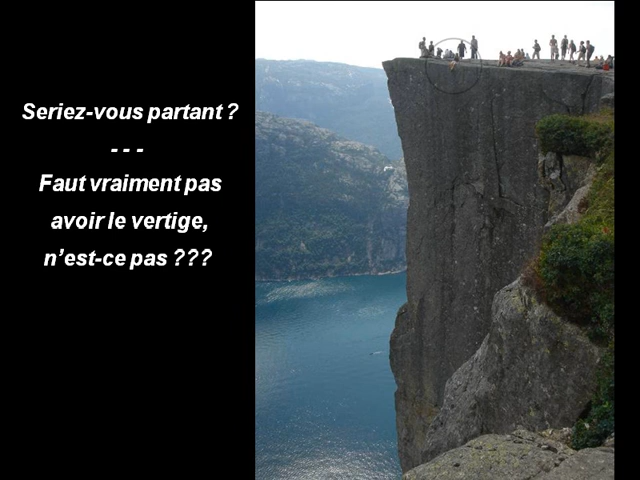 Seriez-vous partant ?
- - -
Faut vraiment pas
avoir le vertige,
n’est-ce pas ???